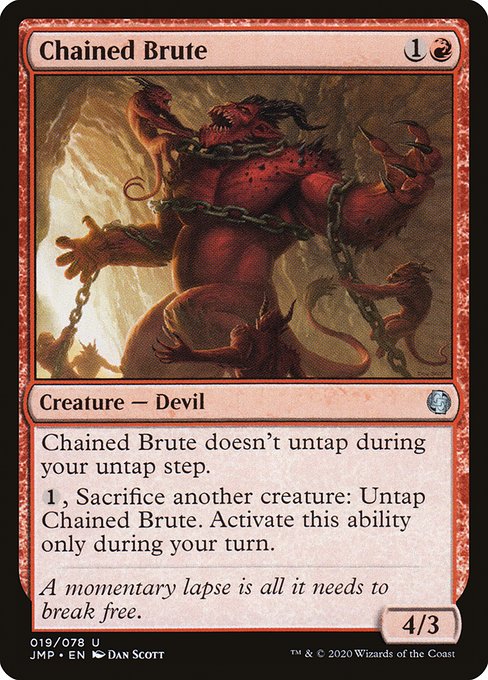 Chained Brute 1
Creature — Devil
Chained Brute doesn't untap during
your untap step.
1, Sacrifice another creature: Untap
Chained Brute. Activate this ability
only during your turn.
A momentary lapse is all it needs to
break free.
4/3
019/078 U
JMP • EN Dan Scott
™ & © 2020 Wizards of the Coast